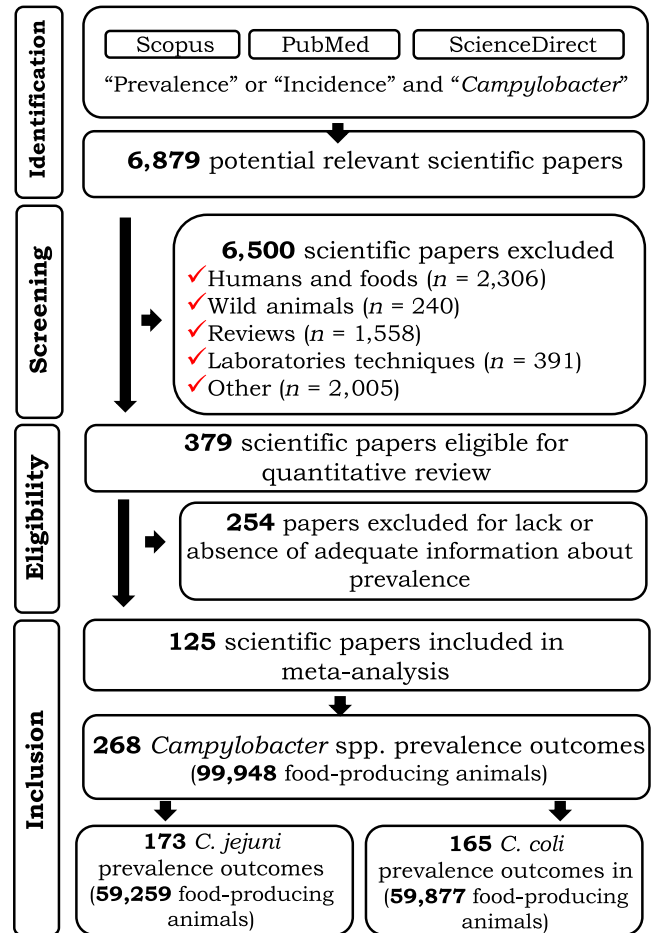 Identification
Scopus PubMed ScienceDirect
“Prevalence” or “Incidence” and “Campylobacter”
6,879 potential relevant scientific papers
Screening
6,500 scientific papers excluded
Humans and foods (n = 2,306)
Wild animals (n = 240)
Reviews (n = 1,558)
Laboratories techniques (n = 391)
Other (n = 2,005)
Eligibility
379 scientific papers eligible for
quantitative review
254 papers excluded for lack or
absence of adequate information about
prevalence
Inclusion
125 scientific papers included in
meta-analysis
268 Campylobacter spp. prevalence outcomes
(99,948 food-producing animals)
173 C. jejuni
prevalence outcomes
(59,259 food-producing
animals)
165 C. coli
prevalence outcomes in
(59,877 food-producing
animals)